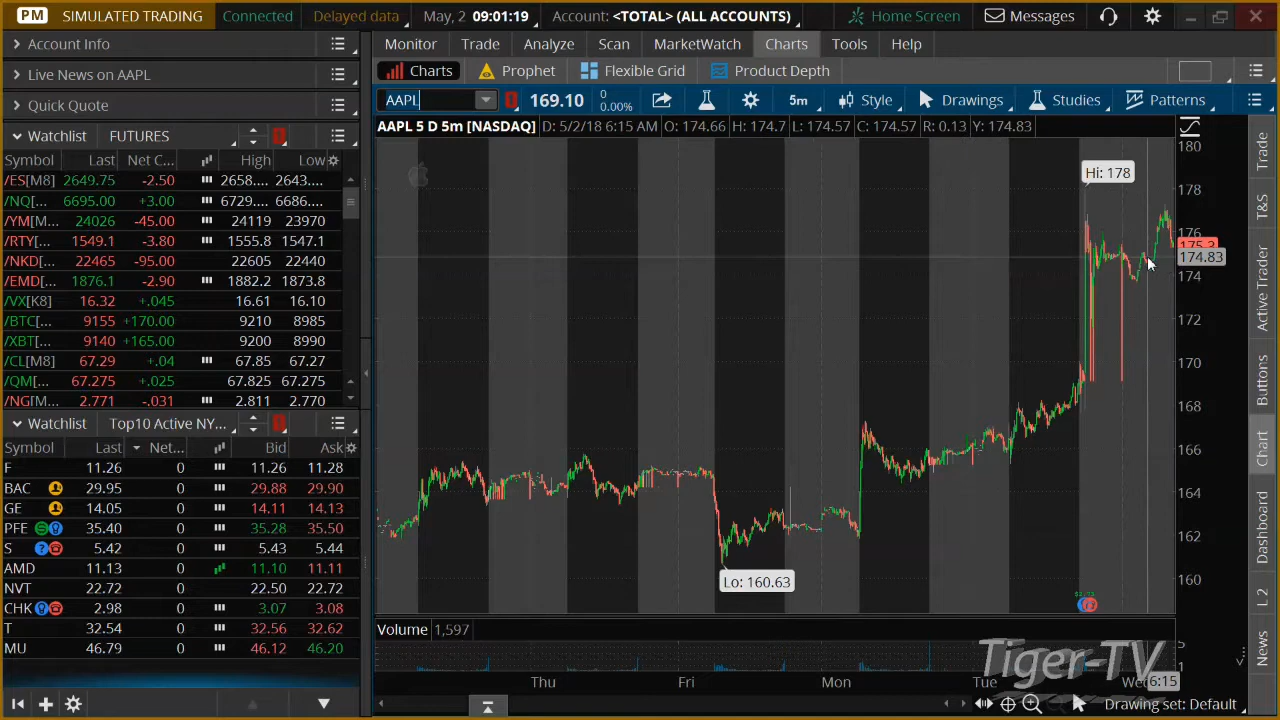 PM SIMULATED TRADING Connected Delayed data May, 2 09:01:19 Account: <TOTAL> (ALL ACCOUNTS) Home Screen Messages
Account Info
Live News on AAPL
Quick Quote
Watchlist FUTURES
Symbol Last Net C... High Low
/ES[M8] 2649.75 -2.50 2658.... 2643....
/NQ[M... 6695.00 +3.00 6729.... 6686....
/YM[M... 24026 -45.00 24119 23970
/RTY[... 1549.1 -3.80 1555.8 1545.5
/NKD[... 22465 -95.00 22605 22440
/EMD[... 1876.1 -2.90 1882.2 1873.8
/VX[K8] 16.32 +.045 16.61 16.10
/BTC[... 9155 +170.00 9210 8985
/XBT[... 9140 +165.00 9200 8990
/CL[M8] 67.29 +.04 67.85 67.27
/QM[... 67.275 +.025 67.825 67.275
/NG[M... 2.771 -.031 2.811 2.770
Watchlist Top10 Active NY...
Symbol Last Net... Bid Ask
F 11.26 0 11.26 11.28
BAC 29.95 0 29.88 29.90
GE 14.05 0 14.11 14.13
PFE 35.40 0 35.28 35.50
S 5.42 0 5.43 5.44
AMD 11.13 0 11.10 11.11
NVT 22.72 0 22.50 22.72
CHK 2.98 0 3.07 3.08
T 32.54 0 32.56 32.62
MU 46.79 0 46.12 46.20
Monitor Trade Analyze Scan MarketWatch Charts Tools Help
Charts Prophet Flexible Grid Product Depth
AAPL 169.10 0 0.00% 5m Style Drawings Studies Patterns
AAPL 5 D 5m [NASDAQ] D: 5/2/18 6:15 AM O: 174.66 H: 174.7 L: 174.57 C: 174.57 R: 0.13 Y: 174.83
180
Hi: 178
178
176
175.3
174.83
174
172
170
168
166
164
162
Lo: 160.63
160
Volume 1,597
Thu Fri Mon Tue We 6:15
Tiger-TV
Drawing set: Default
Trade
T&S
Active Trader
Buttons
Chart
Dashboard
L 2
News